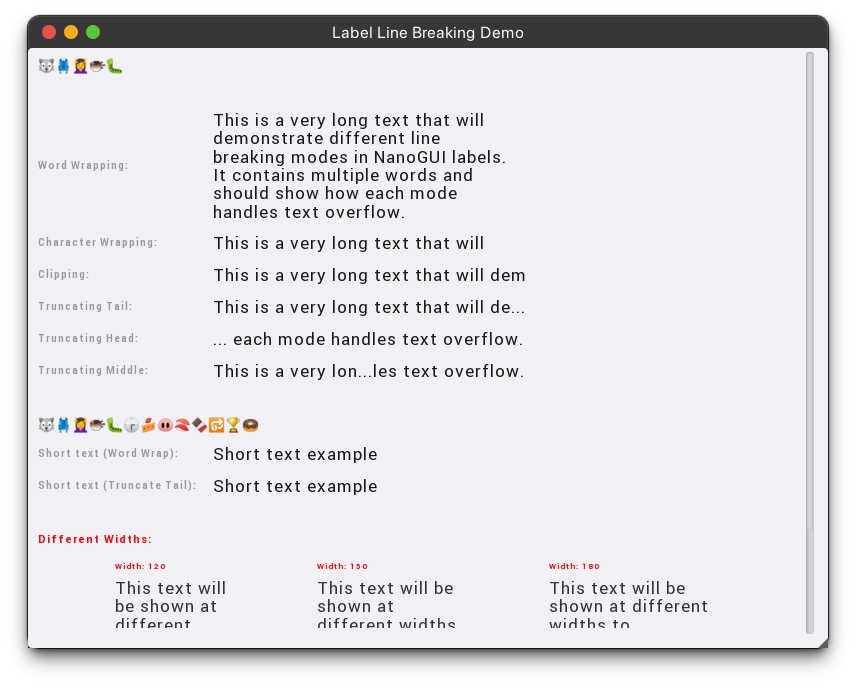 Label Line Breaking Demo
Word Wrapping:
This is a very long text that will
demonstrate different line
breaking modes in NanoGUI labels.
It contains multiple words and
should show how each mode
handles text overflow.
Character Wrapping: This is a very long text that will
Clipping: This is a very long text that will dem
Truncating Tail: This is a very long text that will de...
Truncating Head: ... each mode handles text overflow.
Truncating Middle: This is a very lon...les text overflow.
Short text (Word Wrap): Short text example
Short text (Truncate Tail): Short text example
Different Widths:
Width: 120
This text will
be shown at
different
Width: 150
This text will be
shown at
different widths
Width: 180
This text will be
shown at different
widths to